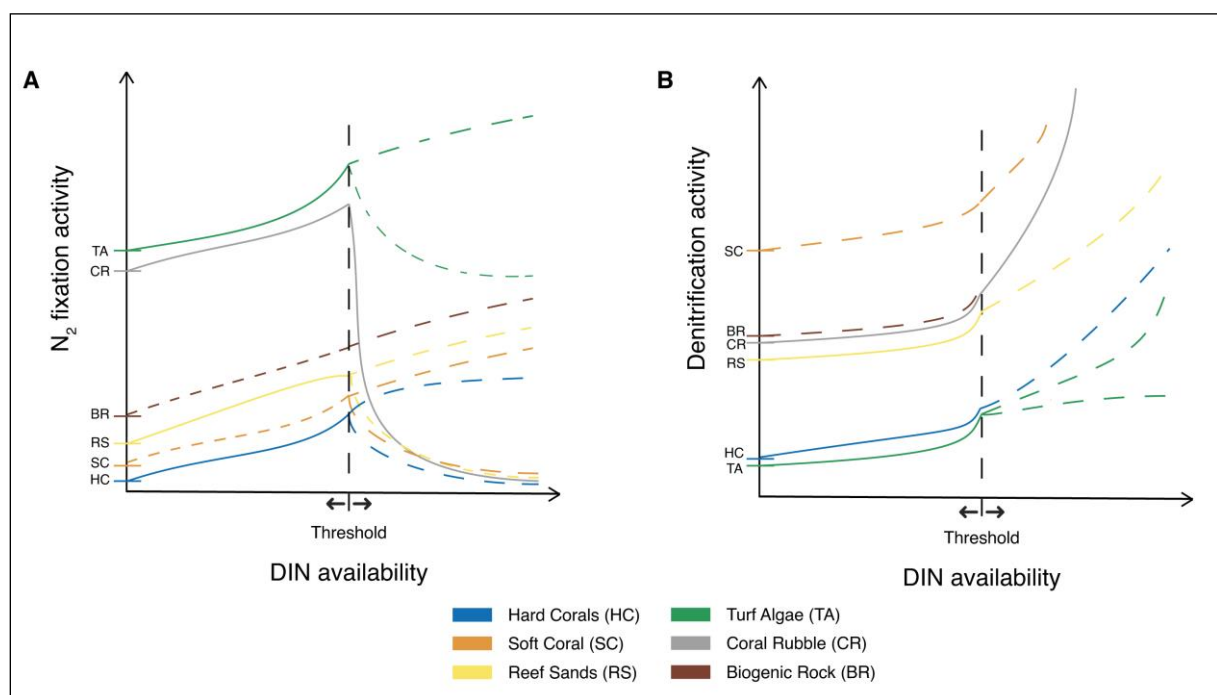 A
N2 fixation activity
TA
CR
BR
RS
SC
HC
Threshold
DIN availability
B
Denitrification activity
SC
BR
CR
RS
HC
TA
Threshold
DIN availability
Hard Corals (HC)
Soft Coral (SC)
Reef Sands (RS)
Turf Algae (TA)
Coral Rubble (CR)
Biogenic Rock (BR)